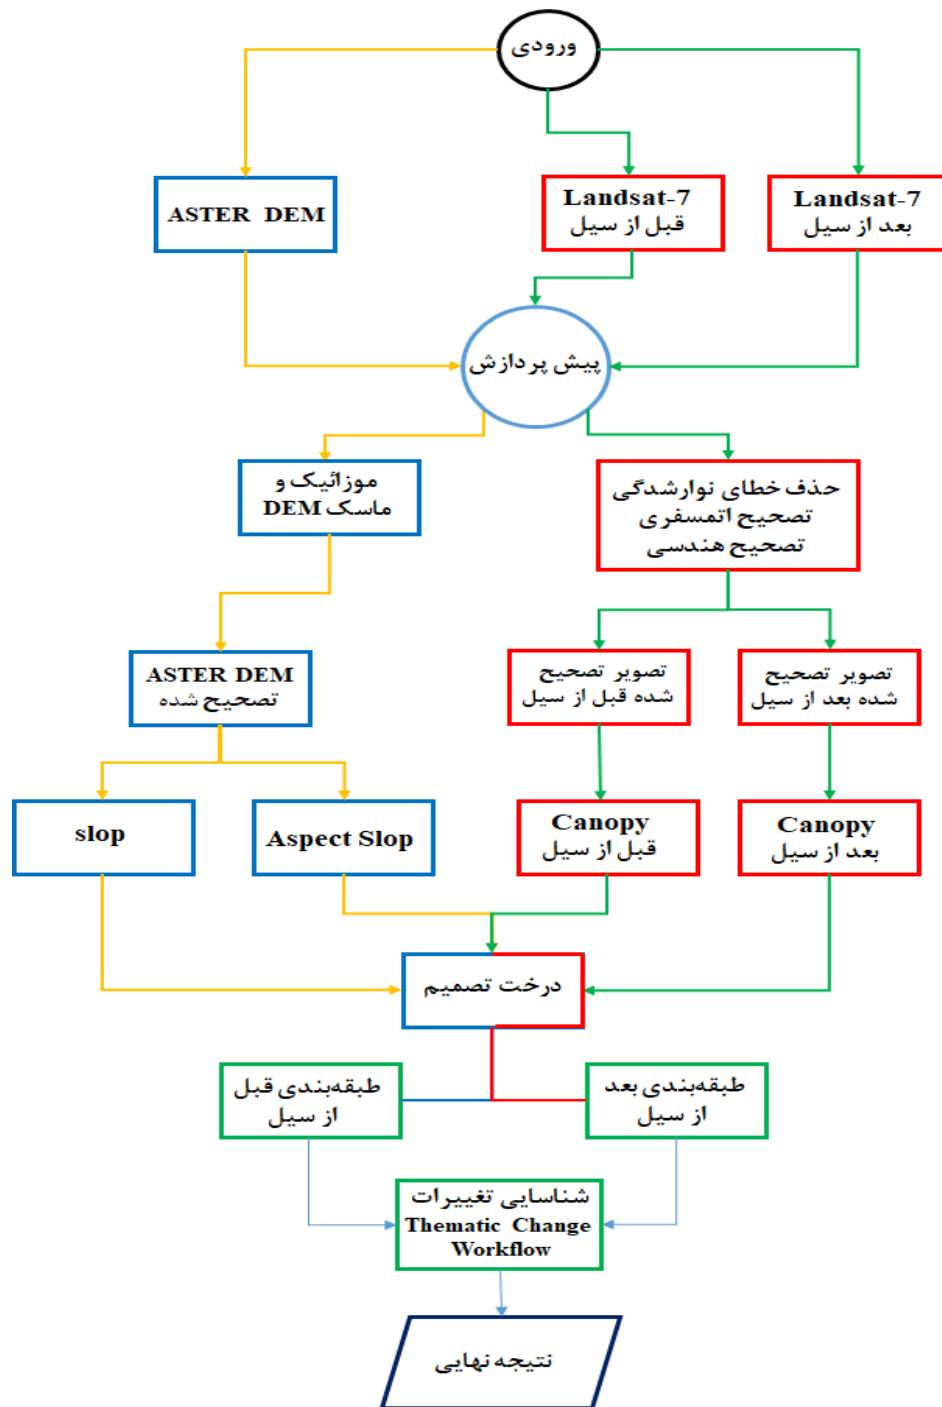 ورودی
ASTER DEM
Landsat-7
قبل از سیل
Landsat-7
بعد از سیل
پیش پردازش
موزائیک و
ماسک DEM
حذف خطای نوارشدگی
تصحیح اتمسفری
تصحیح هندسی
ASTER DEM
تصحیح شده
تصویر تصحیح
شده قبل از سیل
تصویر تصحیح
شده بعد از سیل
slop
Aspect Slop
Canopy
قبل از سیل
Canopy
بعد از سیل
درخت تصمیم
طبقه‌بندی قبل
از سیل
طبقه‌بندی بعد
از سیل
شناسایی تغییرات
Thematic Change
Workflow
نتیجه نهایی